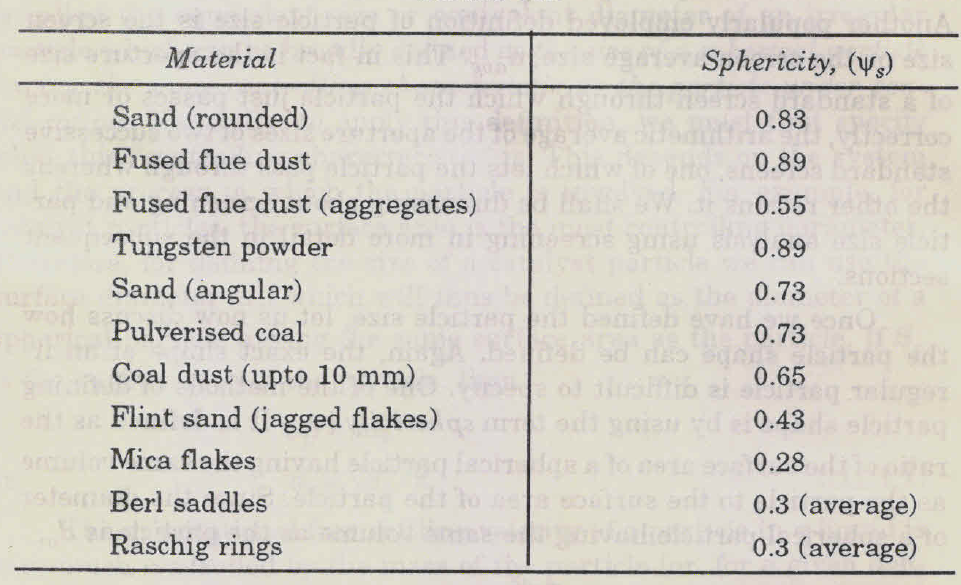 Material Sphericity, (Ψs)
Sand (rounded) 0.83
Fused flue dust 0.89
Fused flue dust (aggregates) 0.55
Tungsten powder 0.89
Sand (angular) 0.73
Pulverised coal 0.73
Coal dust (upto 10 mm) 0.65
Flint sand (jagged flakes) 0.43
Mica flakes 0.28
Berl saddles 0.3 (average)
Raschig rings 0.3 (average)